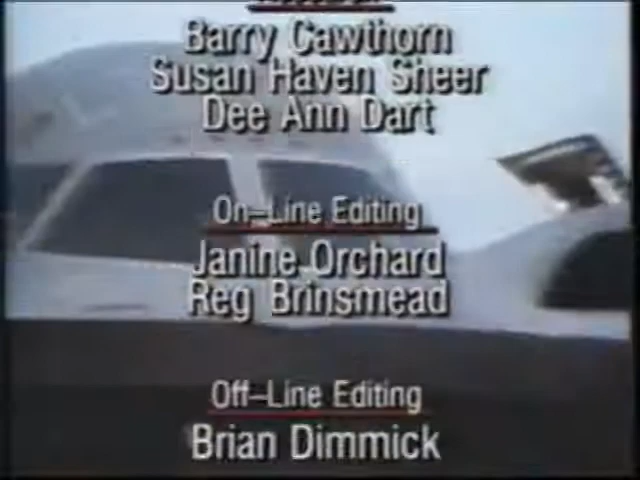 Barry Cawthorn
Susan Haven Sheer
Dee Ann Dart
On-Line Editing
Janine Orchard
Reg Brinsmead
Off-Line Editing
Brian Dimmick